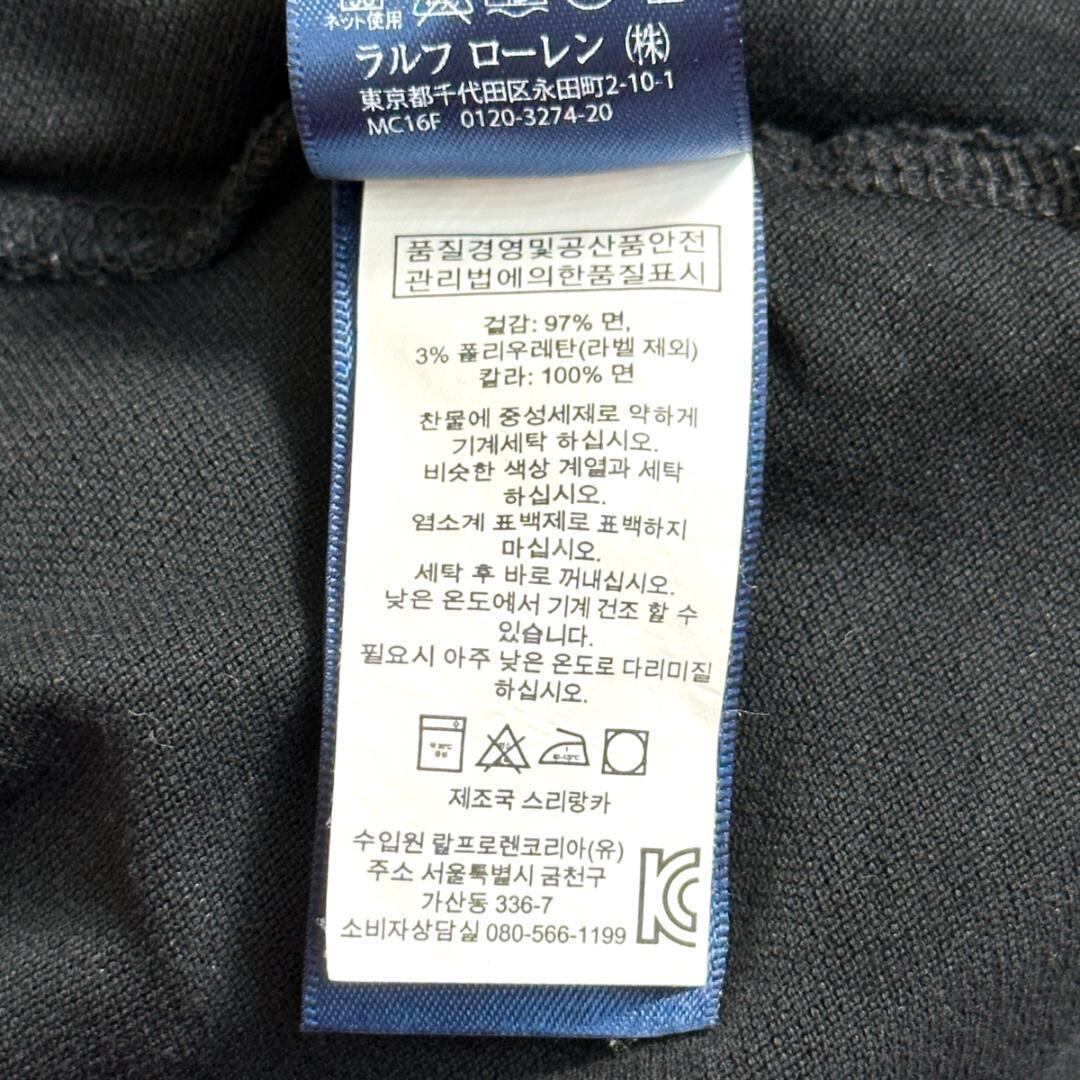 ネット使用
ラルフ ローレン (株)
東京都千代田区永田町2-10-1
MC16F 0120-3274-20
품질경영및공산품안전
관리법에의한품질표시
겉감: 97% 면,
3% 폴리우레탄(라벨 제외)
칼라: 100% 면
찬물에 중성세제로 약하게
기계세탁 하십시오.
비슷한 색상 계열과 세탁
하십시오.
염소계 표백제로 표백하지
마십시오.
세탁 후 바로 꺼내십시오.
낮은 온도에서 기계 건조 할 수
있습니다.
필요시 아주 낮은 온도로 다리미질
하십시오.
약 30℃
중성
제조국 스리랑카
수입원 랄프로렌코리아(유)
주소 서울특별시 금천구
가산동 336-7
소비자상담실 080-566-1199